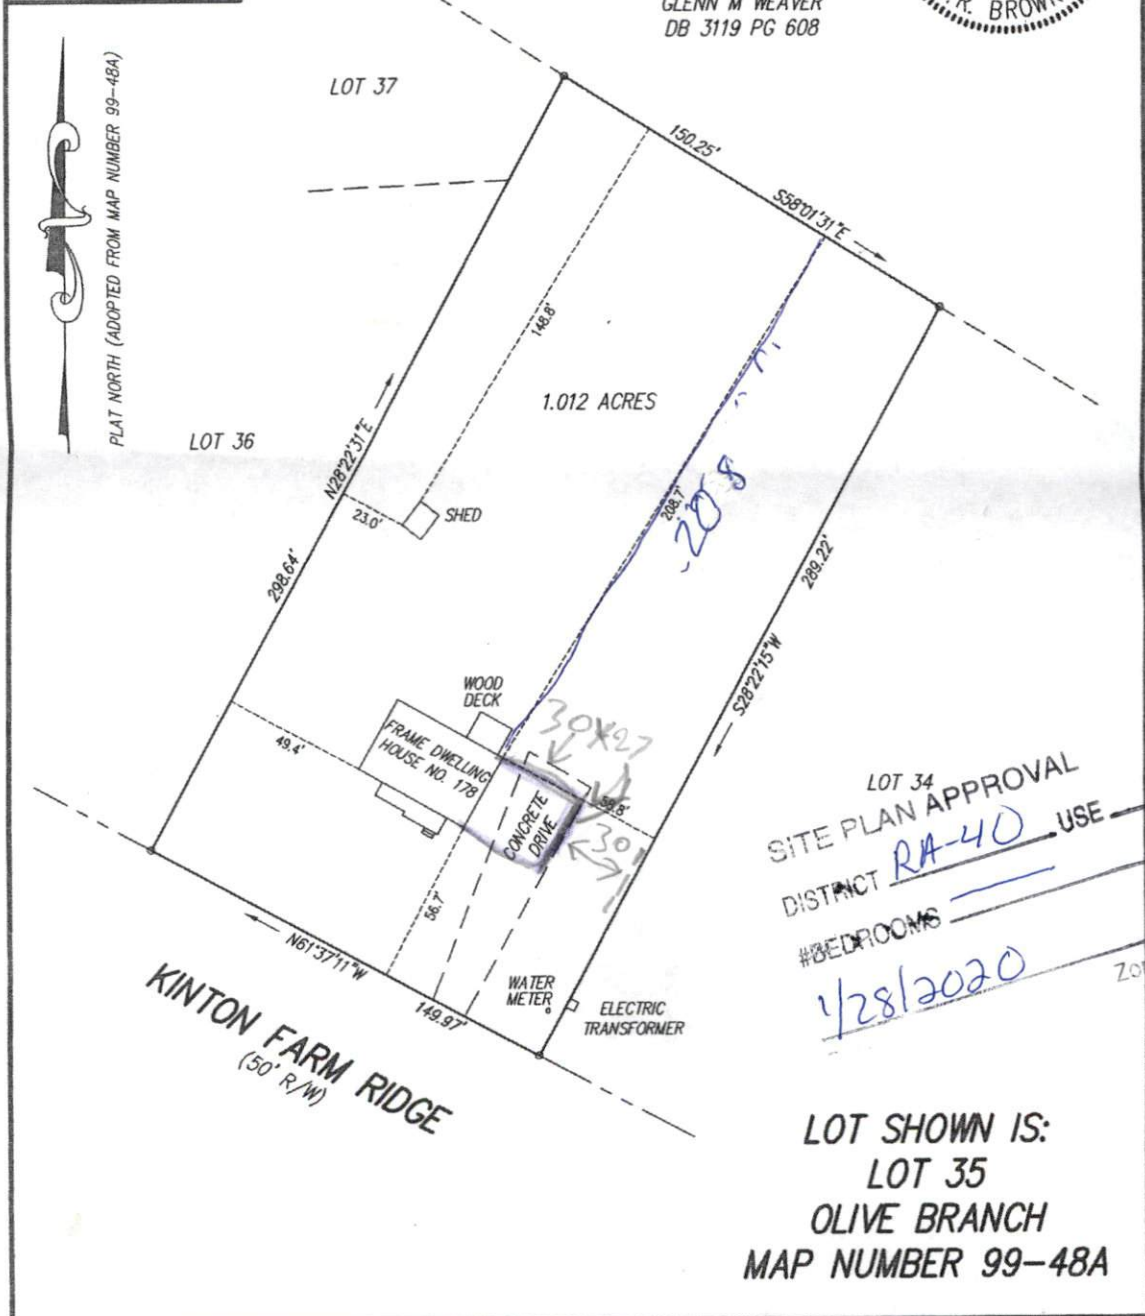 GLENN M WEAVER
DB 3119 PG 608
R. BROWN
PLAT NORTH (ADOPTED FROM MAP NUMBER 99-48A)
LOT 37
150.25'
S58°01'31"E
148.8'
1.012 ACRES
LOT 36
N28°22'31"E
23.0'
SHED
208.7'
208
298.64'
289.22'
S28°22'15"W
WOOD
DECK
30x27
49.4'
FRAME DWELLING
HOUSE NO. 178
CONCRETE
DRIVE
58.8'
30
LOT 34
SITE PLAN APPROVAL
DISTRICT RA-40 USE
#BEDROOMS
1/28/2020
56.7'
N61°37'11"W
149.97'
WATER
METER
ELECTRIC
TRANSFORMER
KINTON FARM RIDGE
(50' R/W)
LOT SHOWN IS:
LOT 35
OLIVE BRANCH
MAP NUMBER 99-48A